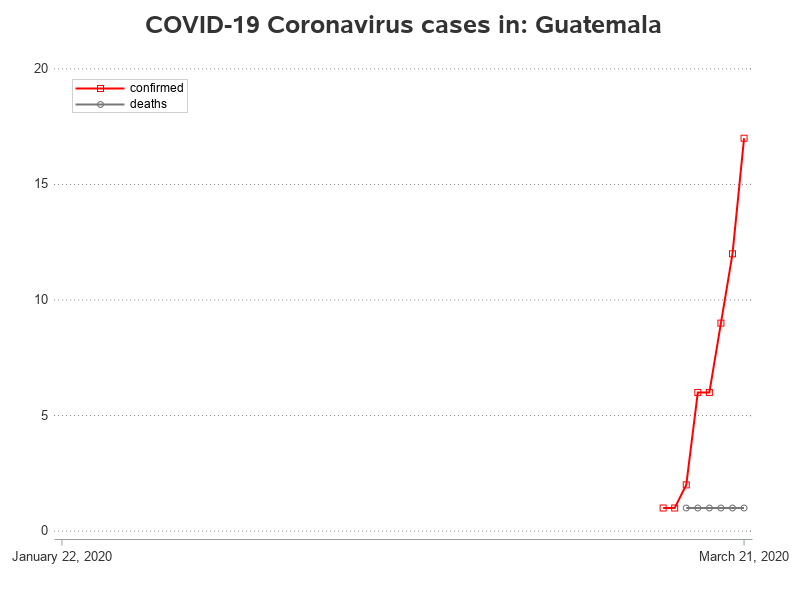 COVID-19 Coronavirus cases in: Guatemala
20
confirmed
deaths
15
10
5
0
January 22, 2020
March 21, 2020